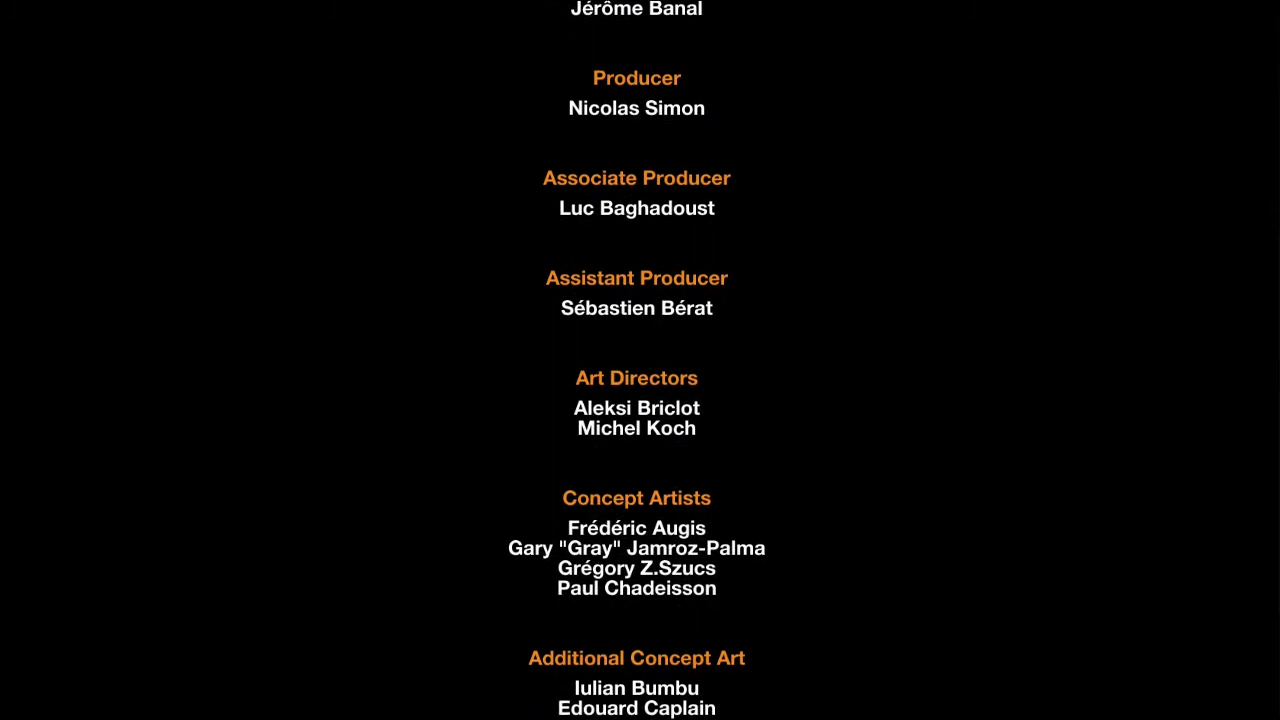 Jérôme Banal
Producer
Nicolas Simon
Associate Producer
Luc Baghadoust
Assistant Producer
Sébastien Bérat
Art Directors
Aleksi Briclot
Michel Koch
Concept Artists
Frédéric Augis
Gary "Gray" Jamroz-Palma
Grégory Z.Szucs
Paul Chadeisson
Additional Concept Art
Iulian Bumbu
Edouard Caplain